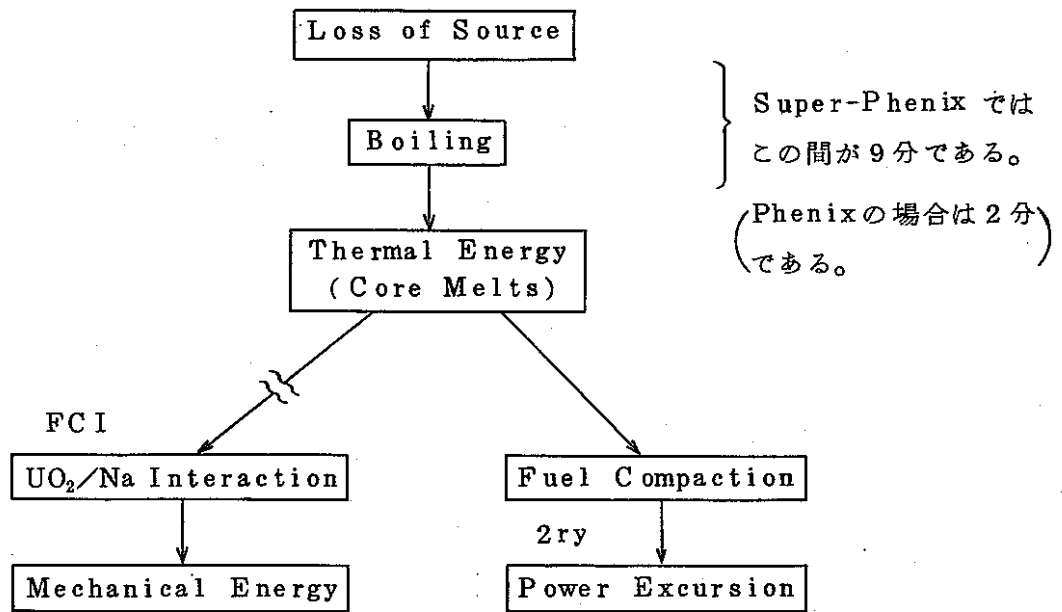 Loss of Source
Boiling
Super-Phenix では
この間が9分である。
(Phenixの場合は2分
である。)
Thermal Energy
(Core Melts)
FCI
UO₂／Na Interaction
Fuel Compaction
2ry
Mechanical Energy
Power Excursion